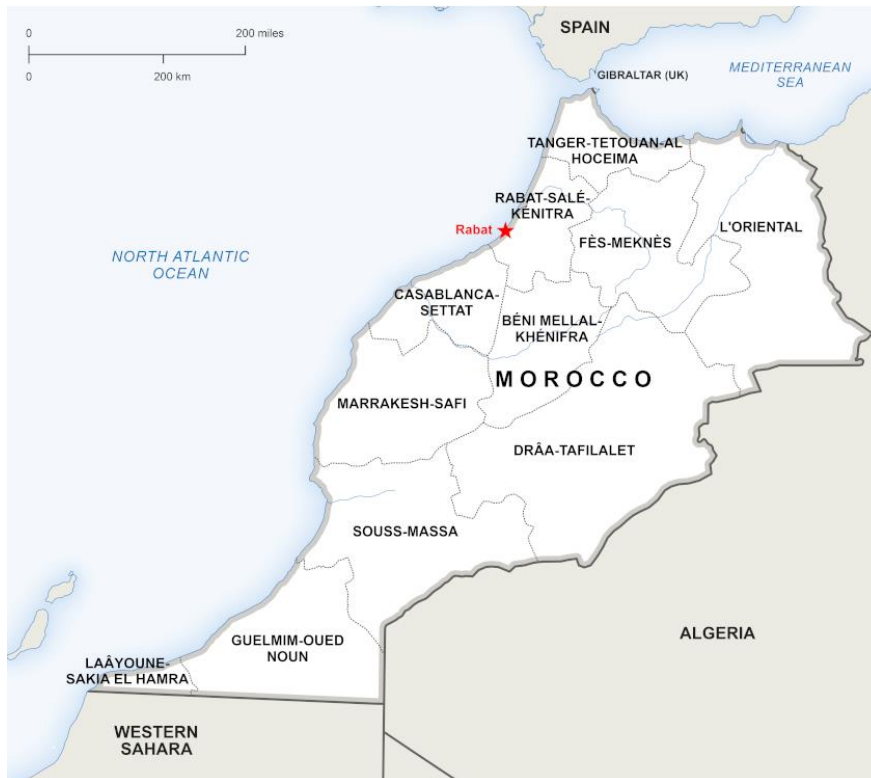 0
200 miles
0
200 km
SPAIN
GIBRALTAR (UK)
MEDITERRANEAN
SEA
TANGER-TETOUAN-AL
HOCEIMA
RABAT-SALÉ-
KÉNITRA
Rabat
FÈS-MEKNÈS
L'ORIENTAL
NORTH ATLANTIC
OCEAN
CASABLANCA-
SETTAT
BÉNI MELLAL-
KHÉNIFRA
MOROCCO
MARRAKESH-SAFI
DRÂA-TAFILALET
SOUSS-MASSA
GUELMIM-OUED
NOUN
ALGERIA
LAÂYOUNE-
SAKIA EL HAMRA
WESTERN
SAHARA